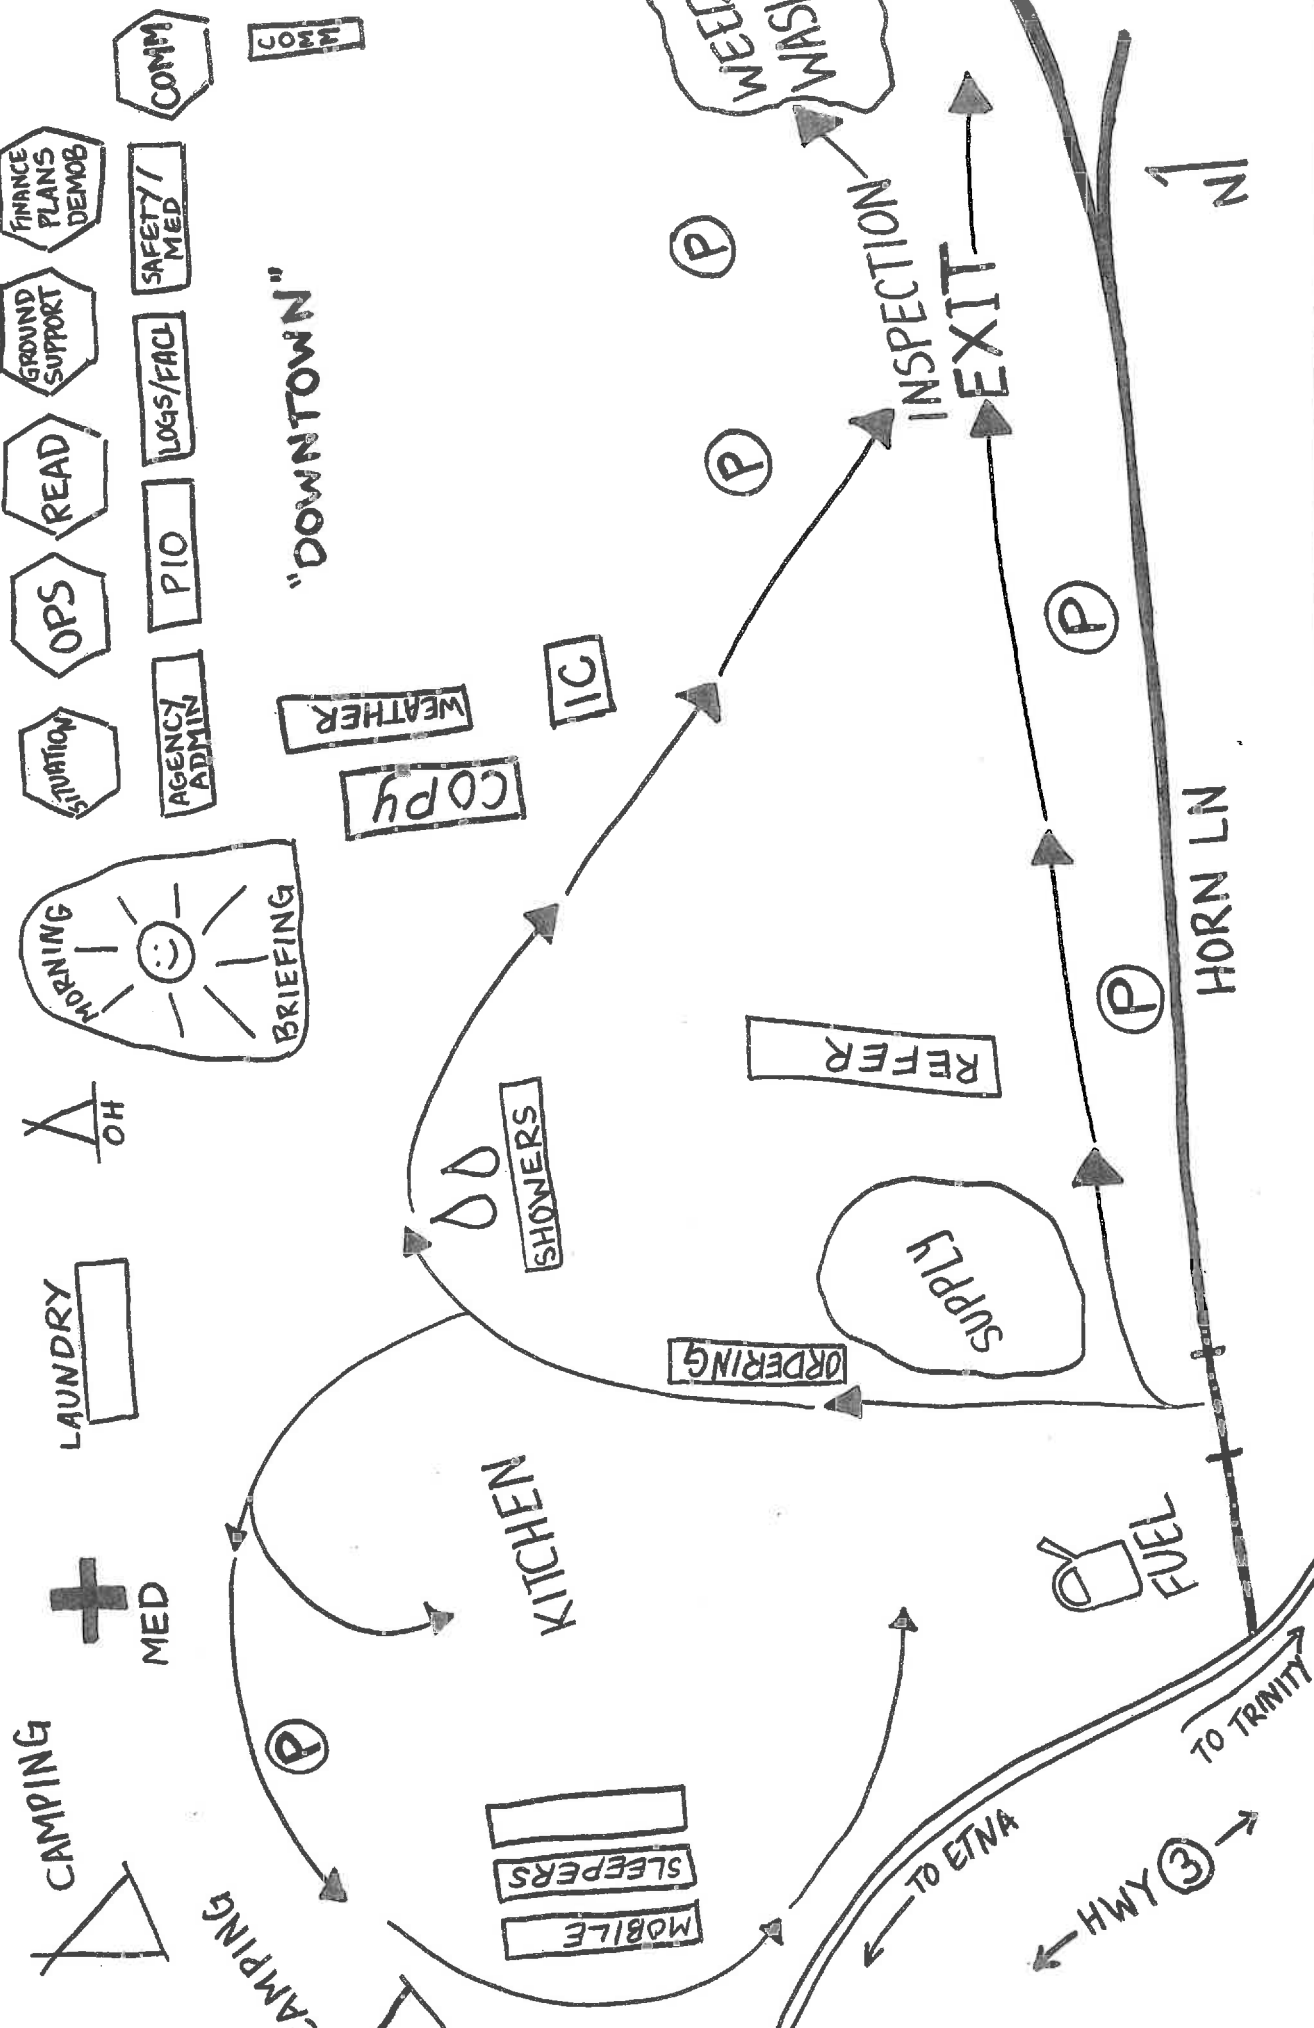 CAMPING
MED
LAUNDRY
OH
MORNING
BRIEFING
SITUATION
OPS
READ
GROUND
SUPPORT
FINANCE
PLANS
DEMOB
COMM
AGENCY
ADMIN
PIO
LOGS/FACL
SAFETY/
MED
COMM
"DOWNTOWN"
WEATHER
COPY
IC
CAMPING
P
KITCHEN
SHOWERS
MOBILE
SLEEPERS
ORDERING
SUPPLY
REFER
P
P
WEED
WASH
INSPECTION
EXIT
P
P
FUEL
HORN LN
N
TO ETNA
HWY 3
TO TRINITY